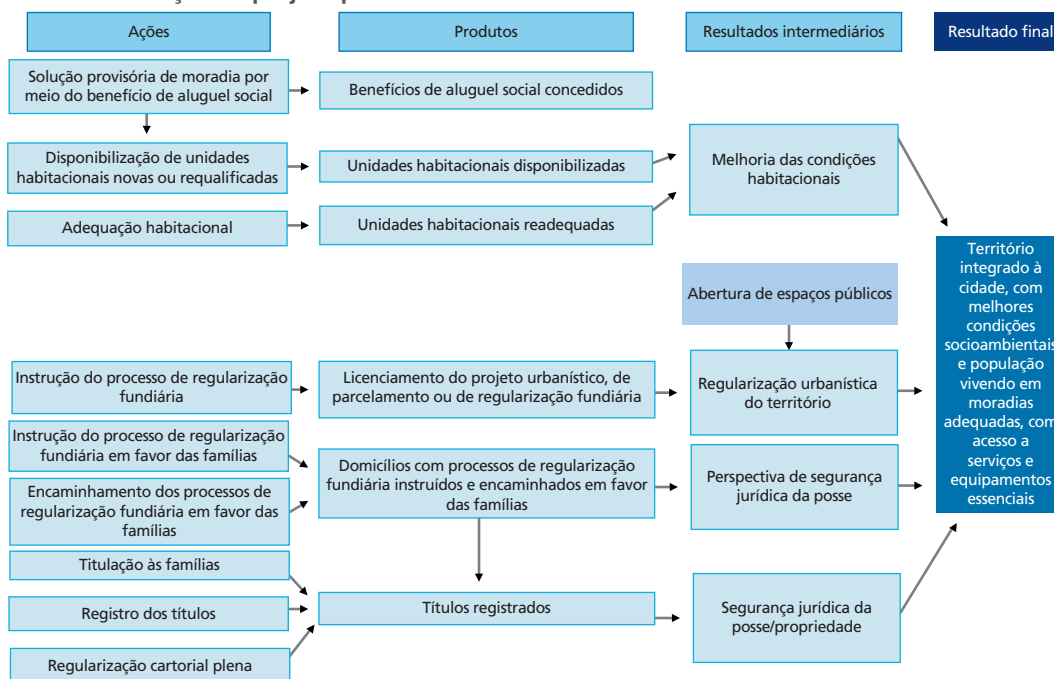 Ações
Produtos
Resultados intermediários
Resultado final
Solução provisória de moradia por
meio do benefício de aluguel social
Benefícios de aluguel social concedidos
Disponibilização de unidades
habitacionais novas ou requalificadas
Unidades habitacionais disponibilizadas
Melhoria das condições
habitacionais
Adequação habitacional
Unidades habitacionais readequadas
Abertura de espaços públicos
Instrução do processo de regularização
fundiária
Licenciamento do projeto urbanístico, de
parcelamento ou de regularização fundiária
Regularização urbanística
do território
Instrução do processo de regularização
fundiária em favor das famílias
Encaminhamento dos processos de
regularização fundiária em favor das
famílias
Domicílios com processos de regularização
fundiária instruídos e encaminhados em favor
das famílias
Perspectiva de segurança
jurídica da posse
Titulação às famílias
Registro dos títulos
Regularização cartorial plena
Títulos registrados
Segurança jurídica da
posse/propriedade
Território
integrado à
cidade, com
melhores
condições
socioambientais
e população
vivendo em
moradias
adequadas, com
acesso a
serviços e
equipamentos
essenciais